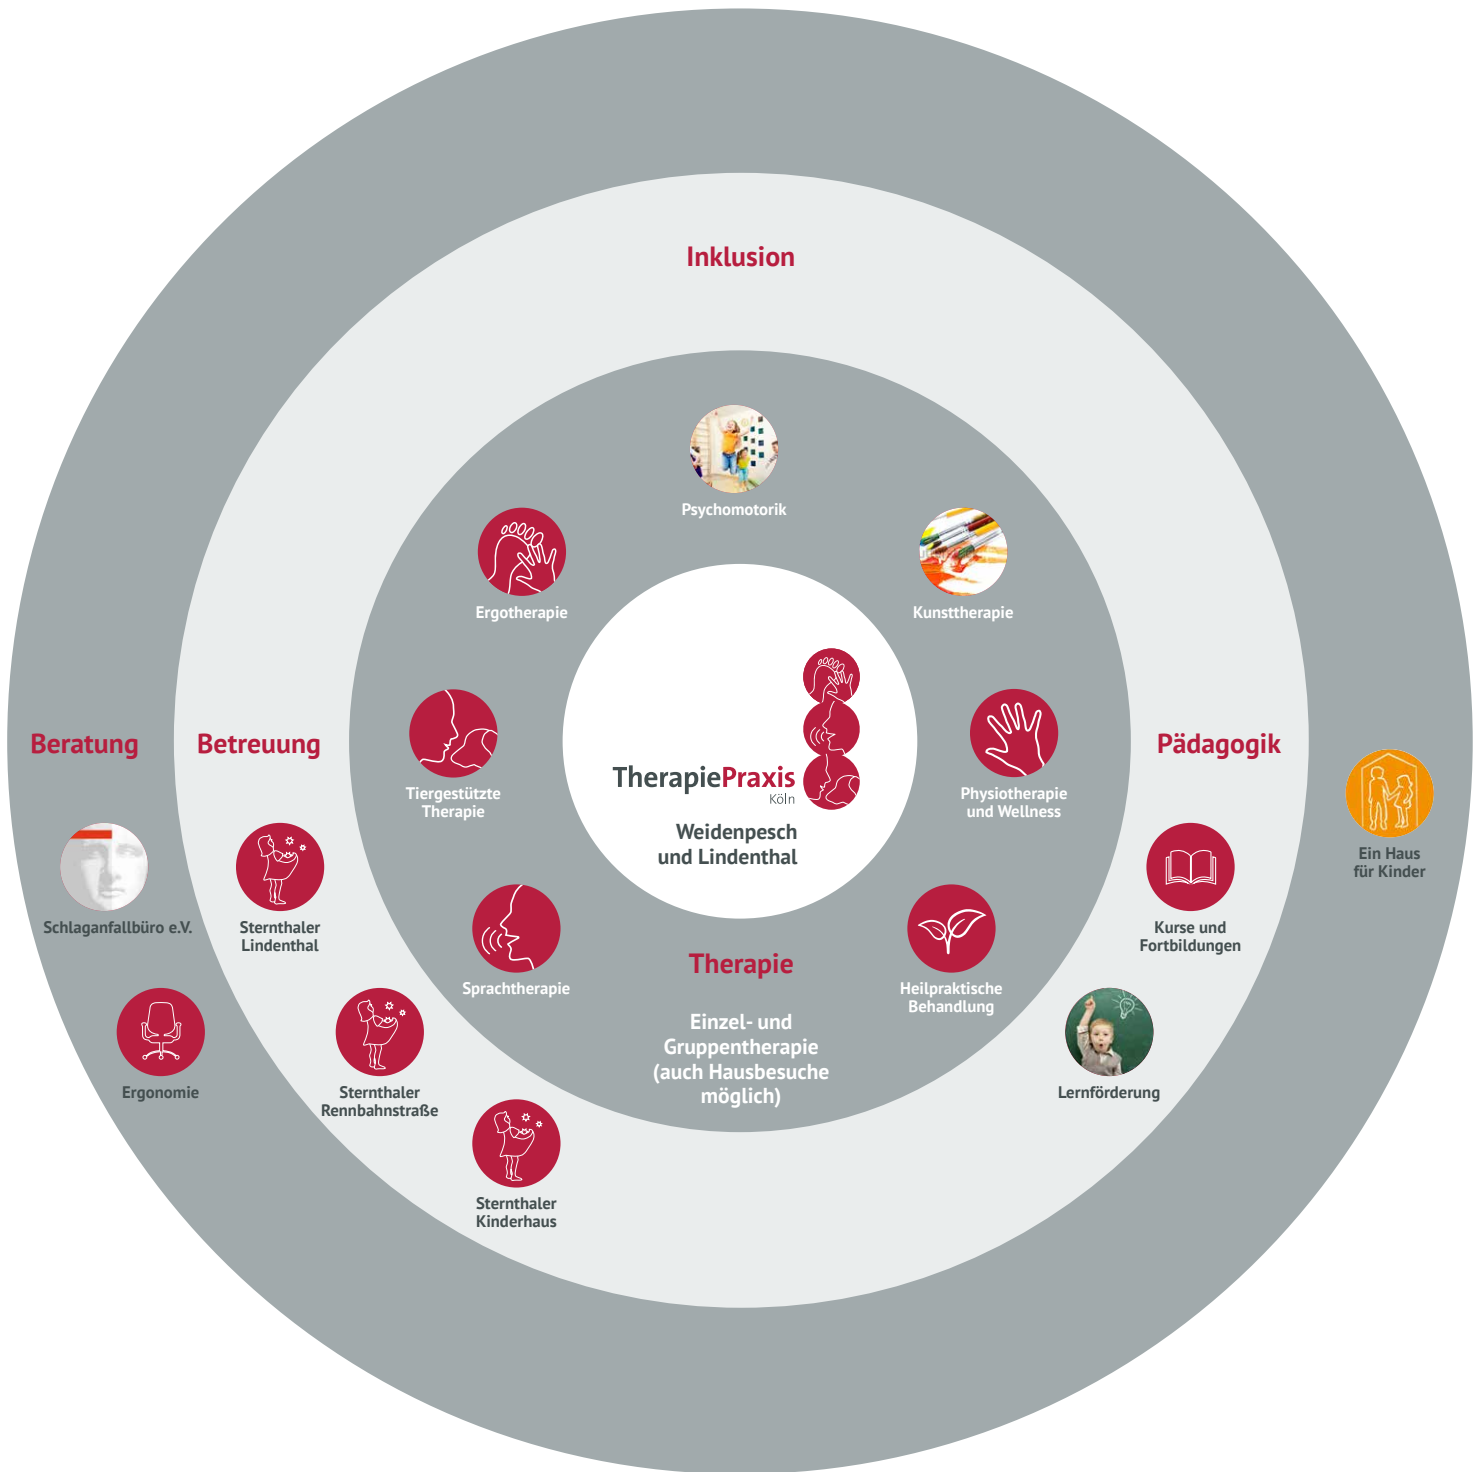 Inklusion
Psychomotorik
Ergotherapie
Kunsttherapie
Beratung
Betreuung
Tiergestützte
Therapie
TherapiePraxis
Köln
Weidenpesch
und Lindenthal
Physiotherapie
und Wellness
Pädagogik
Ein Haus
für Kinder
Schlaganfallbüro e.V.
Sternthaler
Lindenthal
Kurse und
Fortbildungen
Sprachtherapie
Therapie
Einzel- und
Gruppentherapie
(auch Hausbesuche
möglich)
Heilpraktische
Behandlung
Ergonomie
Sternthaler
Rennbahnstraße
Lernförderung
Sternthaler
Kinderhaus